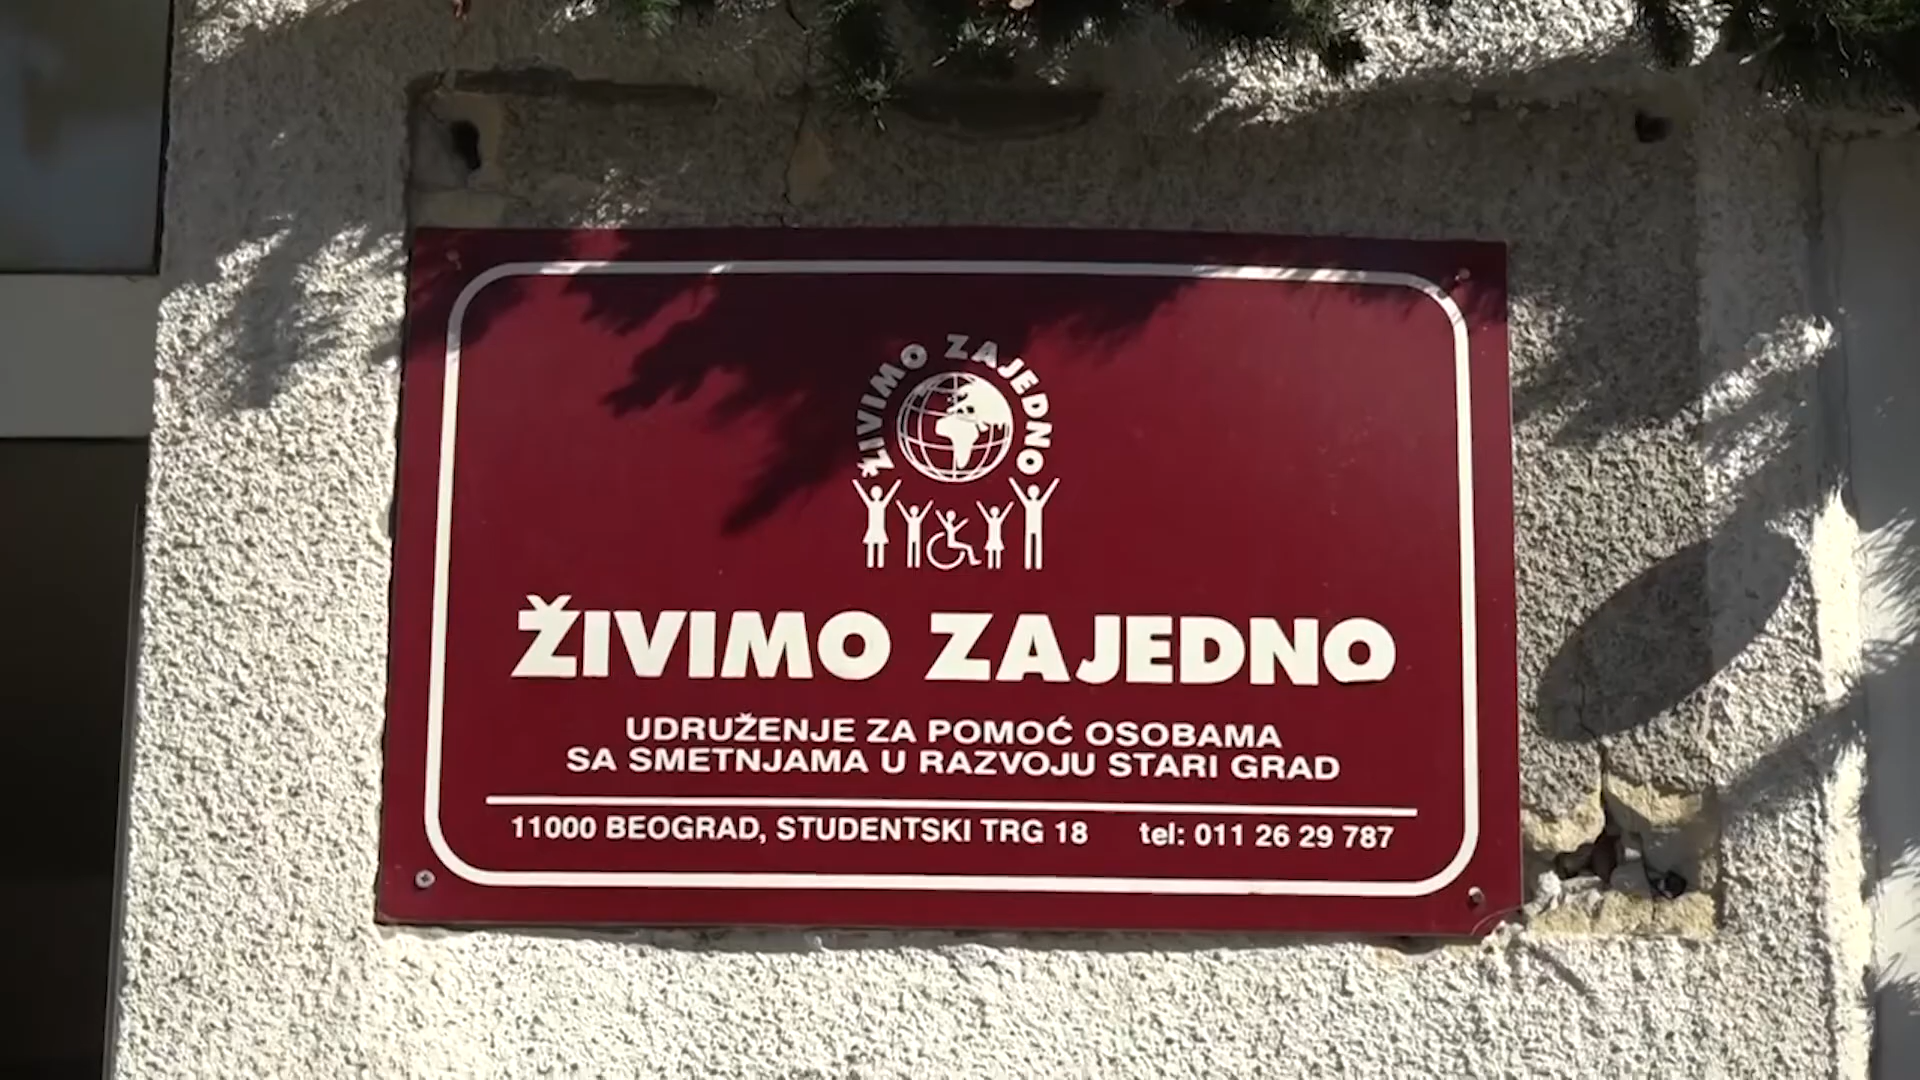 ŽIVIMO ZAJEDNO
ŽIVIMO ZAJEDNO
UDRUŽENJE ZA POMOĆ OSOBAMA
SA SMETNJAMA U RAZVOJU STARI GRAD
11000 BEOGRAD, STUDENTSKI TRG 18 tel: 011 26 29 787